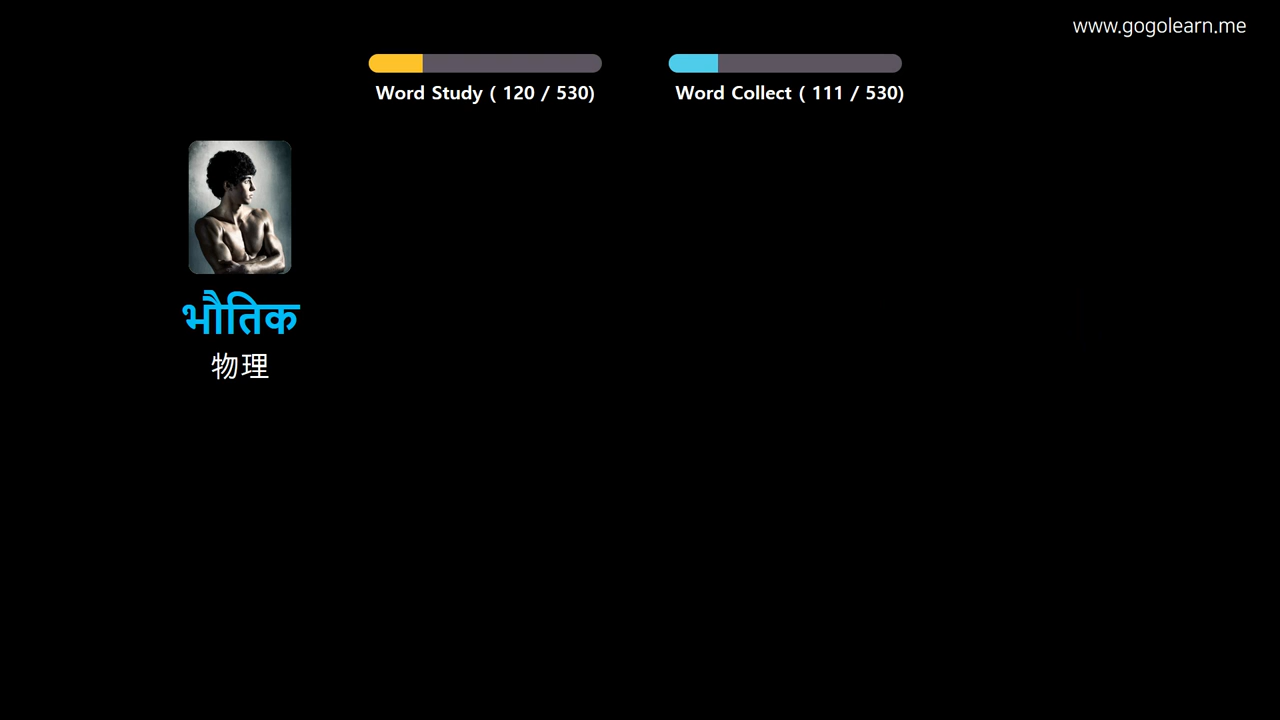 www.gogolearn.me
Word Study ( 120 / 530)
Word Collect ( 111 / 530)
भौतिक
物理